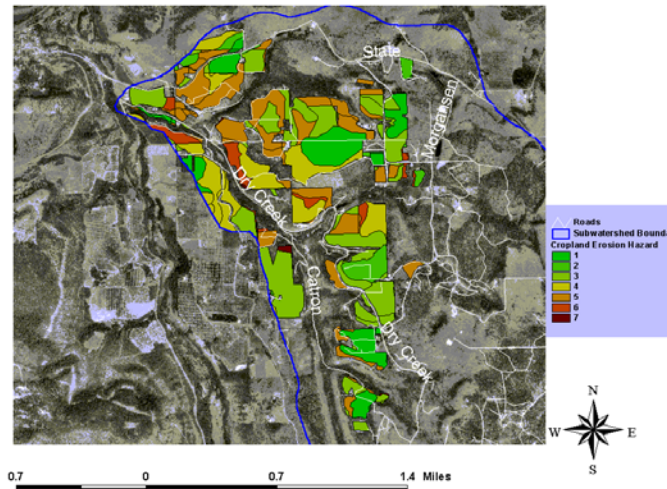 State
Morgansen
Dry Creek
Catron
Dry Creek
Roads
Subwatershed Bounda
Cropland Erosion Hazard
1
2
3
4
5
6
7
N
W E
S
0.7 0 0.7 1.4 Miles